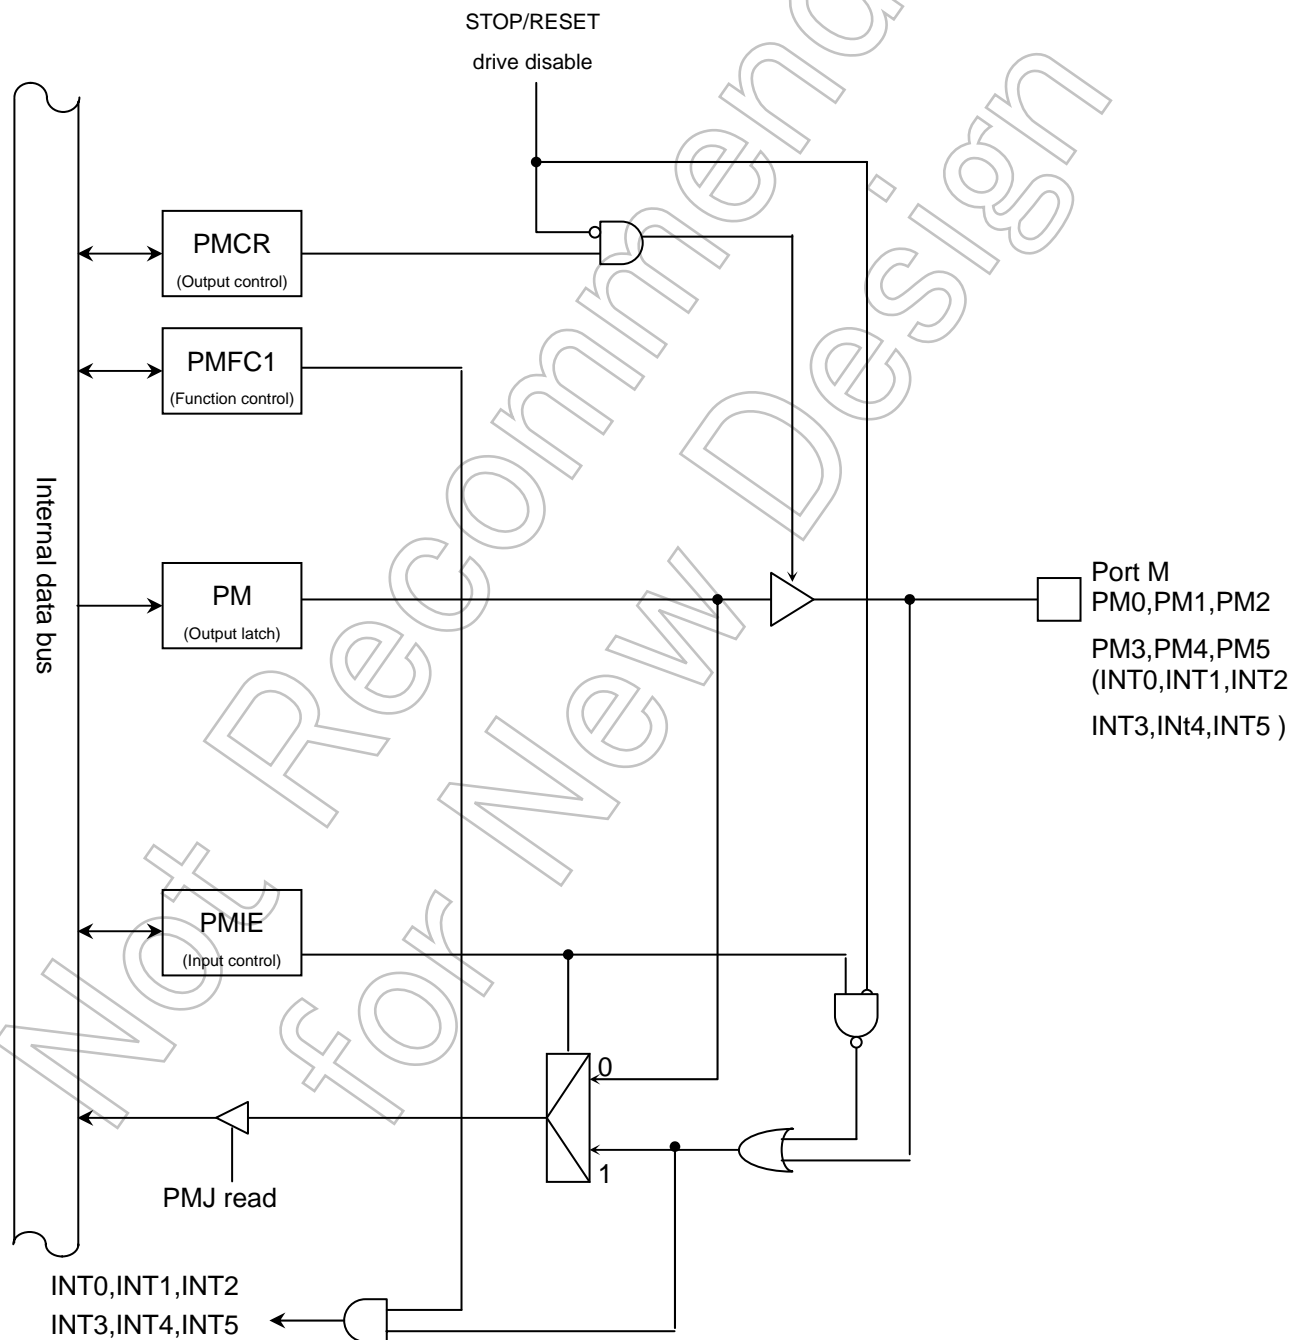 STOP/RESET
drive disable
PMCR
(Output control)
PMFC1
(Function control)
Internal data bus
PM
(Output latch)
Port M
PM0,PM1,PM2
PM3,PM4,PM5
(INT0,INT1,INT2
INT3,INt4,INT5 )
PMIE
(Input control)
0
1
PMJ read
INT0,INT1,INT2
INT3,INT4,INT5
Not Recommend
for New Design